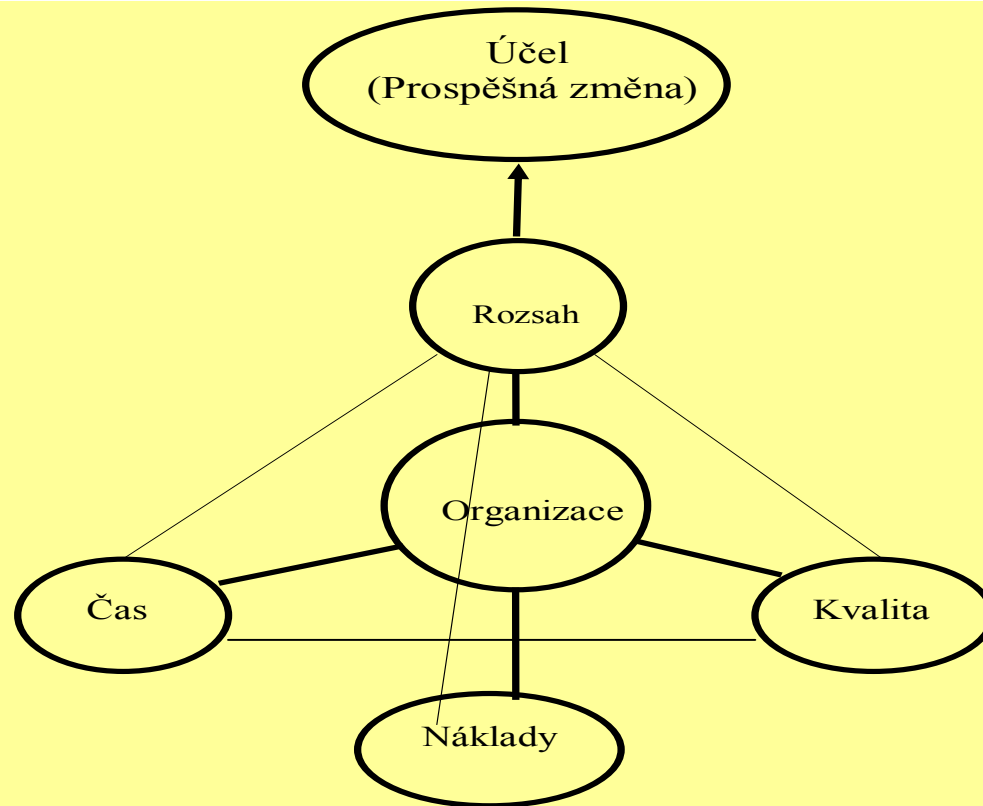 Účel
(Prospěšná změna)
Rozsah
Organizace
Čas
Kvalita
Náklady